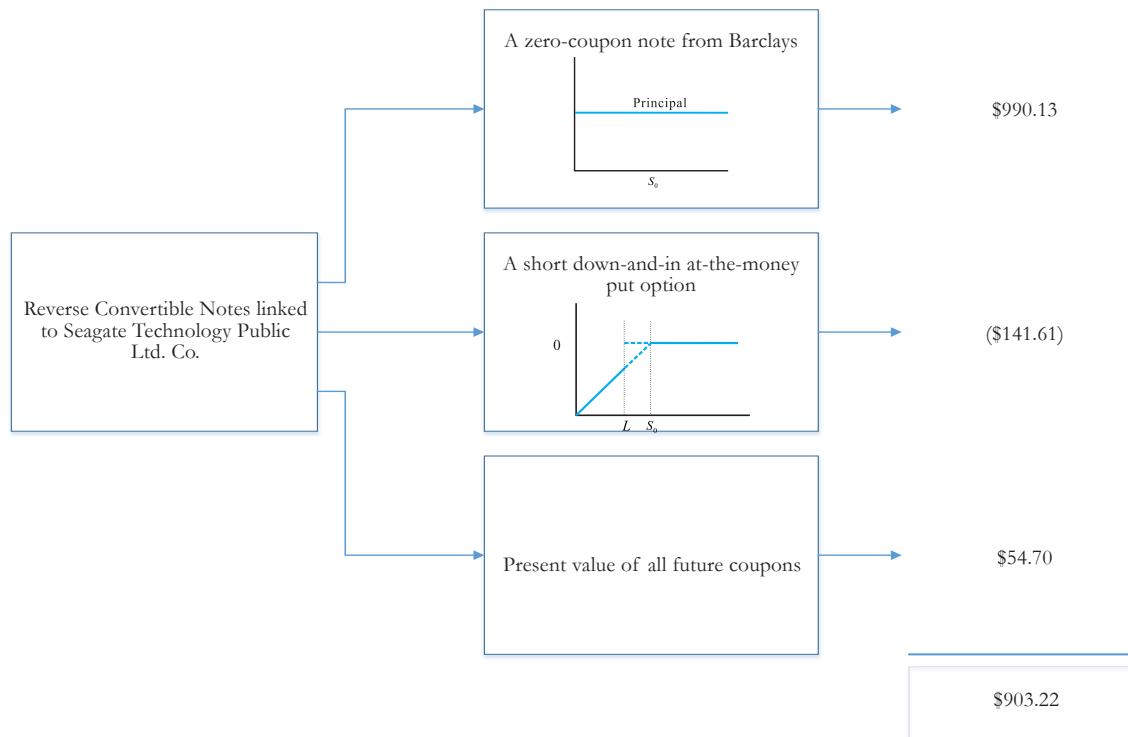 A zero-coupon note from Barclays
Principal
S₀
$990.13
Reverse Convertible Notes linked
to Seagate Technology Public
Ltd. Co.
A short down-and-in at-the-money
put option
0
L S₀
($141.61)
Present value of all future coupons
$54.70
$903.22